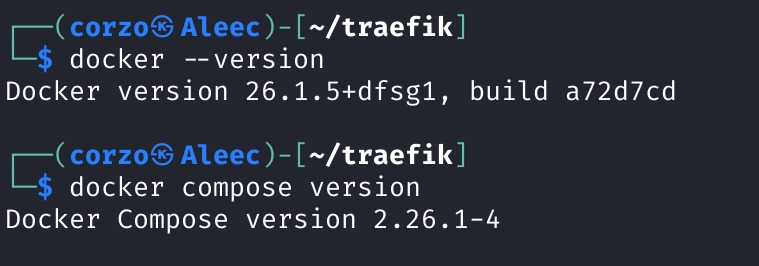 ┌──(corzo㉿Aleec)-[~/traefik]
└─$ docker --version
Docker version 26.1.5+dfsg1, build a72d7cd
┌──(corzo㉿Aleec)-[~/traefik]
└─$ docker compose version
Docker Compose version 2.26.1-4